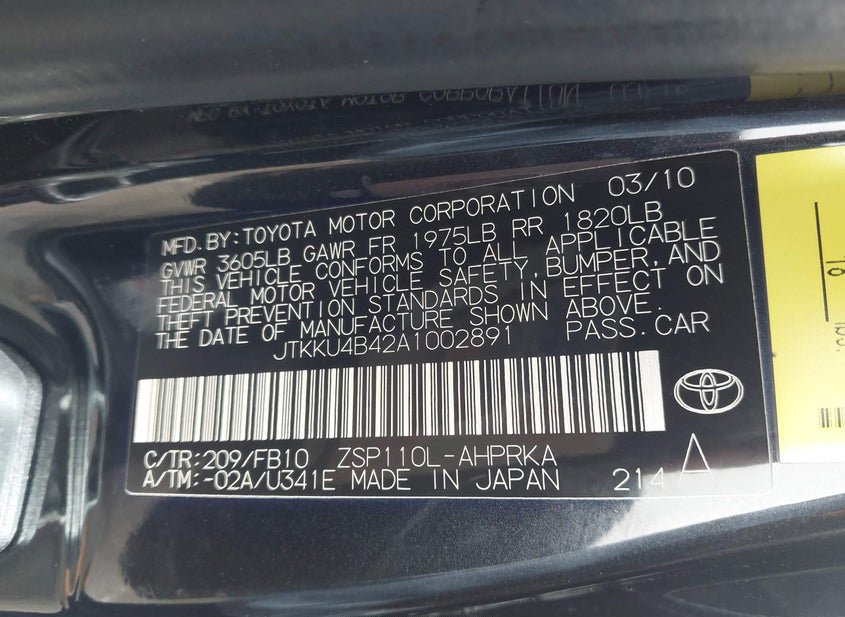 MFD. BY: TOYOTA MOTOR CORPORATION 03/10
GVWR 3605LB GAWR FR 1975LB RR 1820LB
THIS VEHICLE CONFORMS TO ALL APPLICABLE
FEDERAL MOTOR VEHICLE SAFETY, BUMPER, AND
THEFT PREVENTION STANDARDS IN EFFECT ON
THE DATE OF MANUFACTURE SHOWN ABOVE.
JTKKU4B42A1002891 PASS. CAR
C/TR: 209/FB10 ZSP110L-AHPRKA
A/TM: -02A/U341E MADE IN JAPAN 214 A